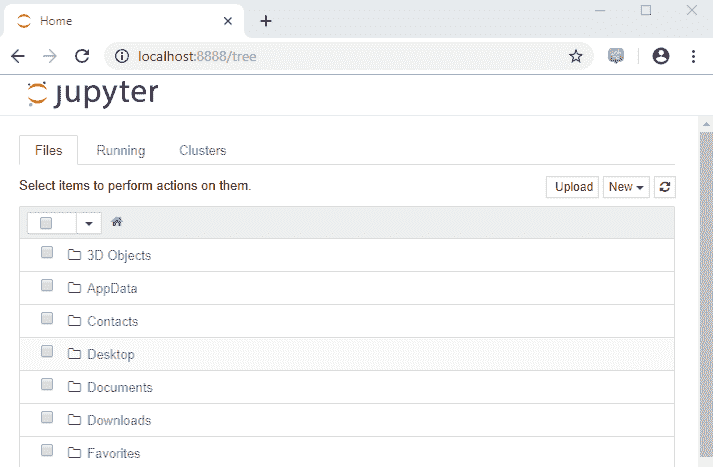 Home
localhost:8888/tree
jupyter
Files Running Clusters
Select items to perform actions on them. Upload New
3D Objects
AppData
Contacts
Desktop
Documents
Downloads
Favorites